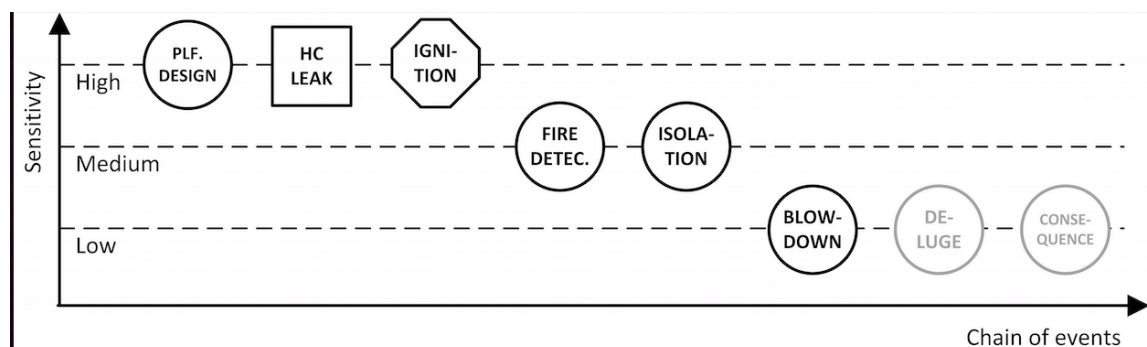 Sensitivity
High
Medium
Low
PLF.
DESIGN
HC
LEAK
IGNI-
TION
FIRE
DETEC.
ISOLA-
TION
BLOW-
DOWN
DE-
LUGE
CONSE-
QUENCE
Chain of events